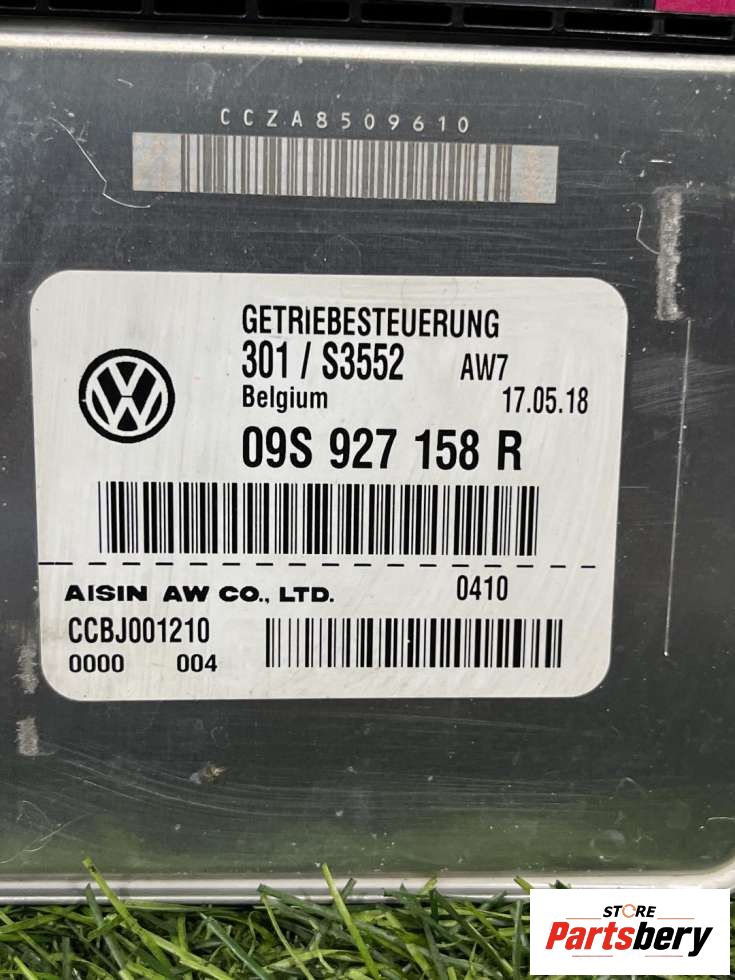 CCZA8509610
GETRIEBESTEUERUNG
301 / S3552 AW7
Belgium 17.05.18
09S 927 158 R
AISIN AW CO., LTD. 0410
CCBJ001210
0000 004
STORE
Partsbery